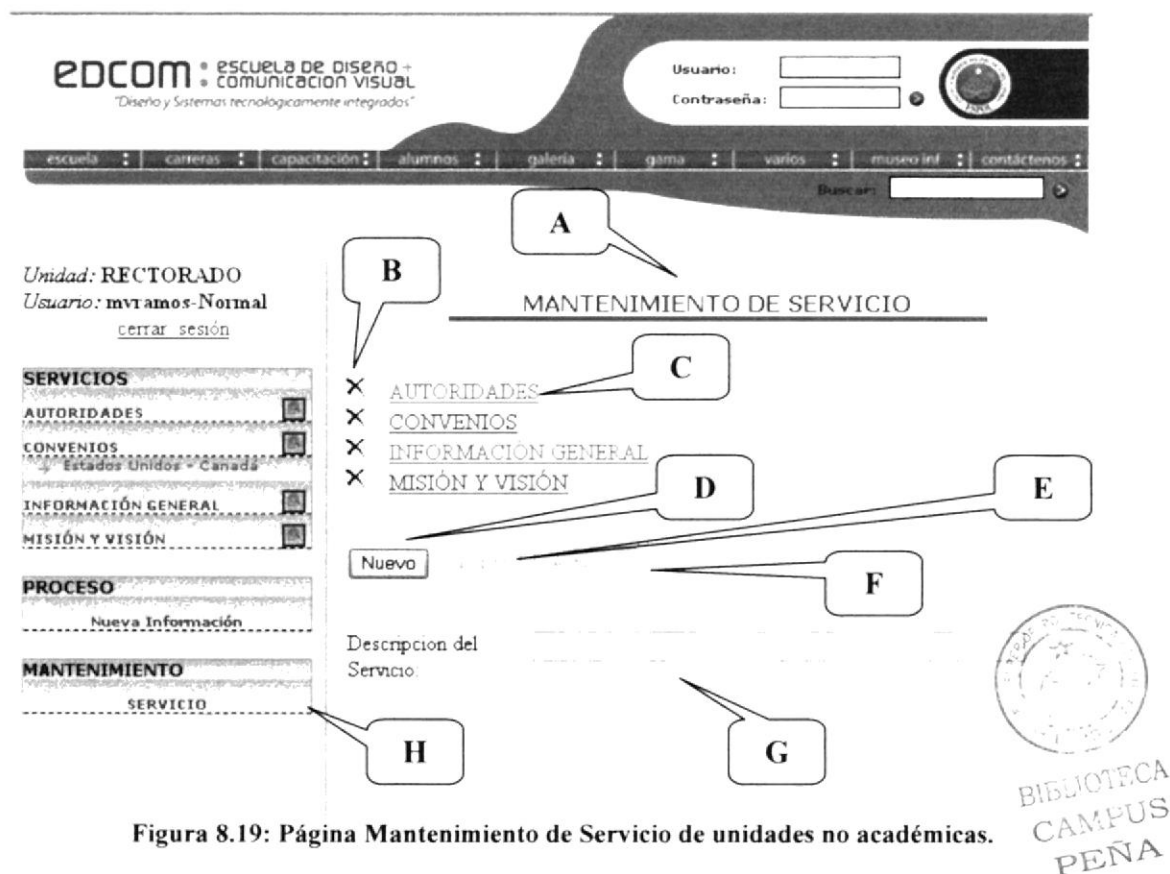 EDCOM : ESCUELA DE DISEÑO +
COMUNICACION VISUAL
"Diseño y Sistemas tecnológicamente integrados"
Usuario:
Contraseña:
escuela : carreras : capacitación : alumnos : galería : gama : varios : museo inf : contáctenos :
Buscar:
A
B
Unidad: RECTORADO
Usuario: mvramos-Normal
cerrar sesión
MANTENIMIENTO DE SERVICIO
C
SERVICIOS
AUTORIDADES
CONVENIOS
Estados Unidos - Canadá
INFORMACIÓN GENERAL
MISIÓN Y VISIÓN
AUTORIDADES
CONVENIOS
INFORMACIÓN GENERAL
MISIÓN Y VISIÓN
D
E
Nuevo
F
PROCESO
Nueva Información
Descripcion del
Servicio:
MANTENIMIENTO
SERVICIO
H
G
BIBLIOTECA
CAMPUS
PEÑA
Figura 8.19: Página Mantenimiento de Servicio de unidades no académicas.